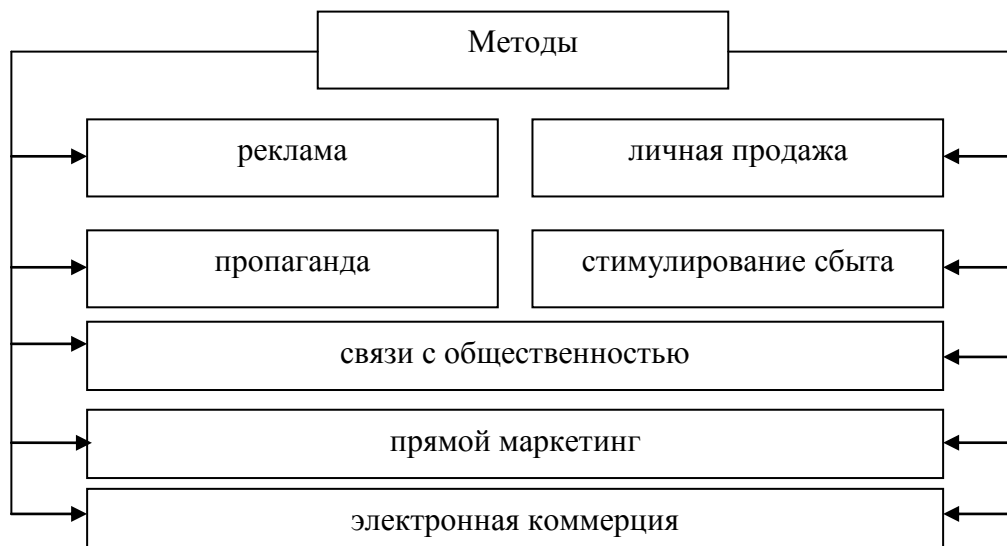 Методы
реклама
личная продажа
пропаганда
стимулирование сбыта
связи с общественностью
прямой маркетинг
электронная коммерция